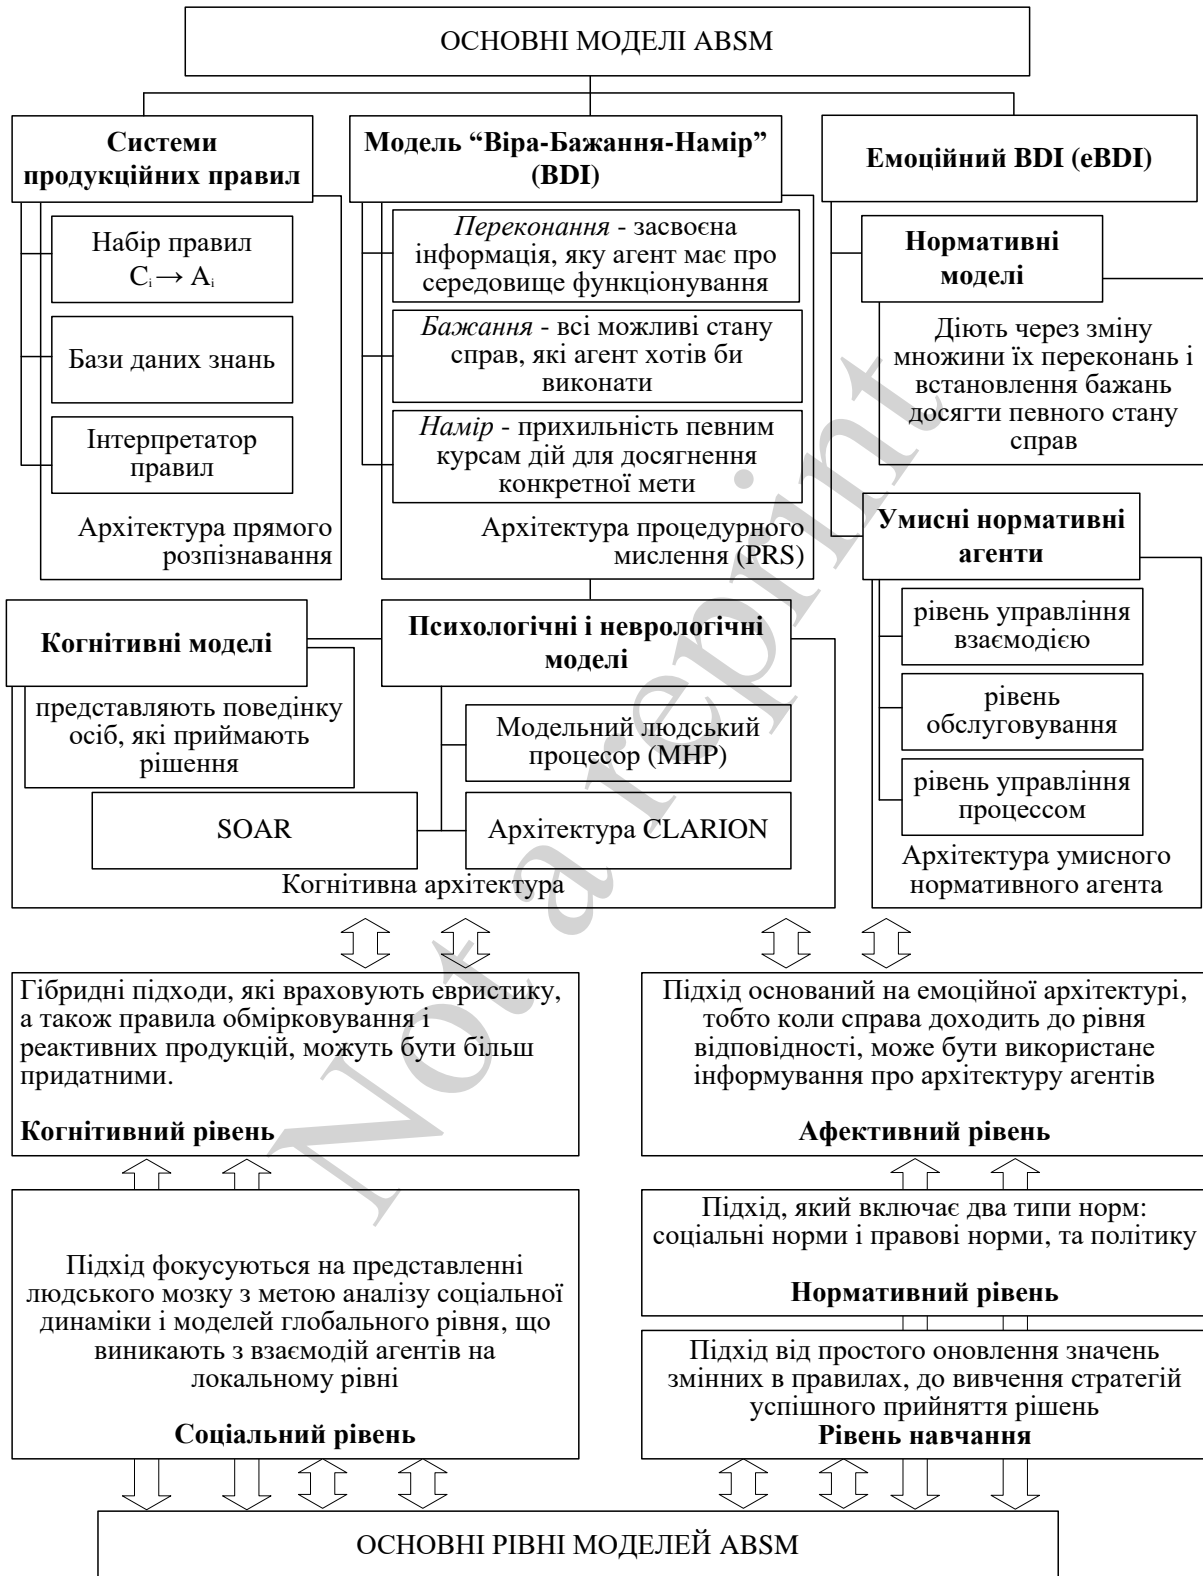 ОСНОВНІ МОДЕЛІ ABSM
Системи
продукційних правил
Набір правил
Cᵢ → Aᵢ
Бази даних знань
Інтерпретатор
правил
Архітектура прямого
розпізнавання
Модель “Віра-Бажання-Намір”
(BDI)
Переконання - засвоєна
інформація, яку агент має про
середовище функціонування
Бажання - всі можливі стану
справ, які агент хотів би
виконати
Намір - прихильність певним
курсам дій для досягнення
конкретної мети
Архітектура процедурного
мислення (PRS)
Емоційний BDI (eBDI)
Нормативні
моделі
Діють через зміну
множини їх переконань і
встановлення бажань
досягти певного стану
справ
Умисні нормативні
агенти
рівень управління
взаємодією
рівень
обслуговування
рівень управління
процессом
Архітектура умисного
нормативного агента
Когнітивні моделі
представляють поведінку
осіб, які приймають
рішення
Психологічні і неврологічні
моделі
Модельний людський
процесор (MHP)
SOAR
Архітектура CLARION
Когнітивна архітектура
Гібридні підходи, які враховують евристику,
а також правила обмірковування і
реактивних продукцій, можуть бути більш
придатними.
Когнітивний рівень
Підхід оснований на емоційної архітектурі,
тобто коли справа доходить до рівня
відповідності, може бути використане
інформування про архітектуру агентів
Афективний рівень
Підхід фокусуються на представленні
людського мозку з метою аналізу соціальної
динаміки і моделей глобального рівня, що
виникають з взаємодій агентів на
локальному рівні
Соціальний рівень
Підхід, який включає два типи норм:
соціальні норми і правові норми, та політику
Нормативний рівень
Підхід від простого оновлення значень
змінних в правилах, до вивчення стратегій
успішного прийняття рішень
Рівень навчання
ОСНОВНІ РІВНІ МОДЕЛЕЙ ABSM
Not a reprint